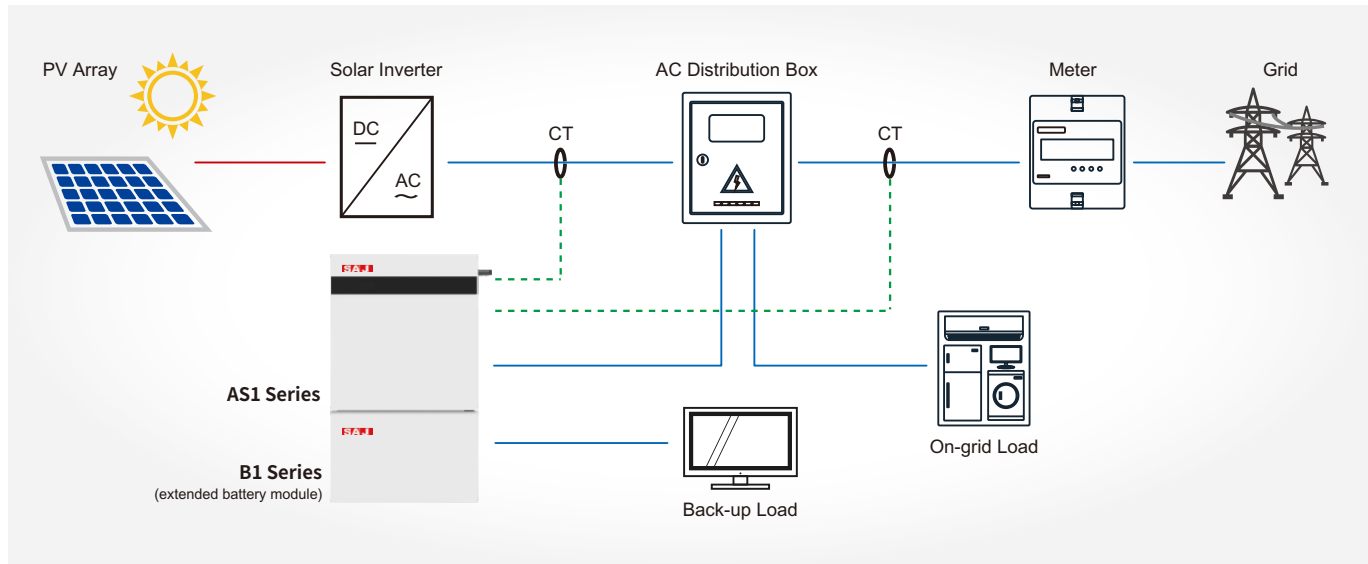 PV Array
Solar Inverter
AC Distribution Box
Meter
Grid
DC
AC
CT
CT
SAJ
AS1 Series
SAJ
B1 Series
(extended battery module)
On-grid Load
Back-up Load